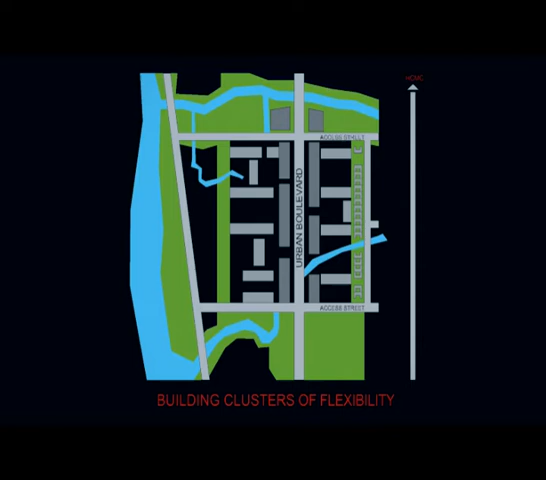 HCMC
ACCESS STREET
URBAN BOULEVARD
ACCESS STREET
BUILDING CLUSTERS OF FLEXIBILITY